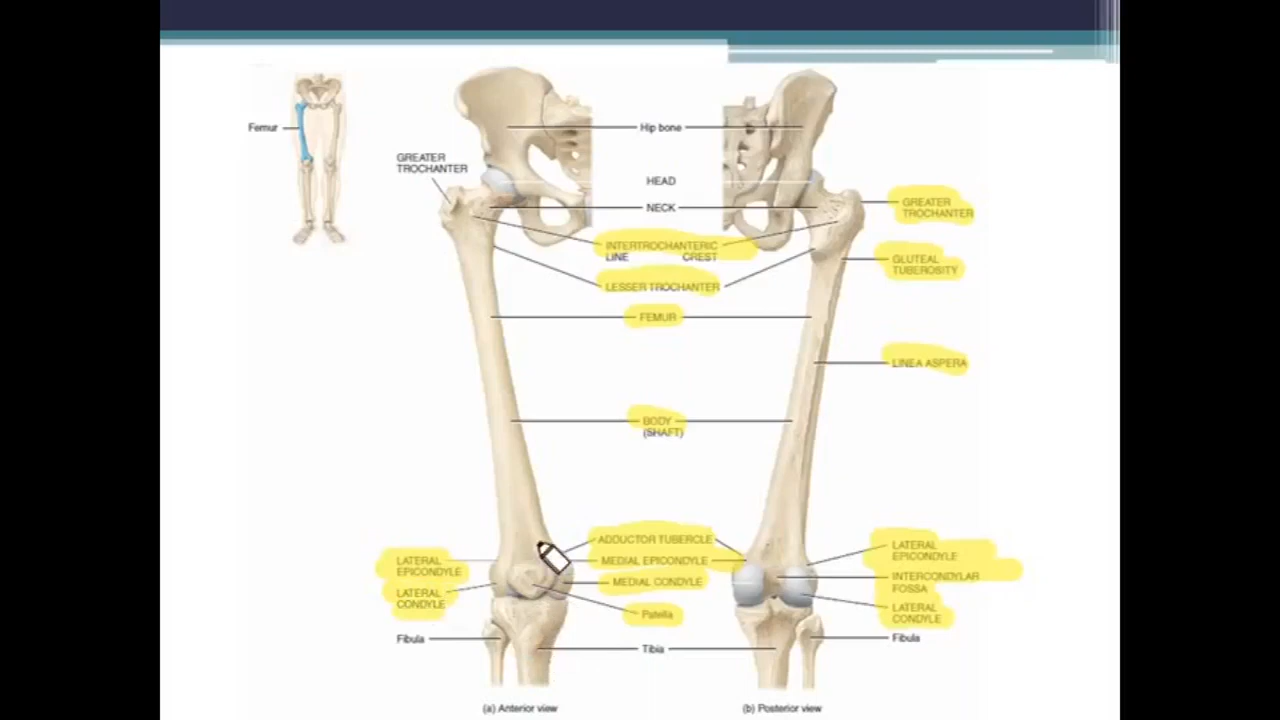 Femur
GREATER
TROCHANTER
Hip bone
HEAD
NECK
INTERTROCHANTERIC
LINE CREST
LESSER TROCHANTER
FEMUR
BODY
(SHAFT)
GREATER
TROCHANTER
GLUTEAL
TUBEROSITY
LINEA ASPERA
LATERAL
EPICONDYLE
LATERAL
CONDYLE
Fibula
ADDUCTOR TUBERCLE
MEDIAL EPICONDYLE
MEDIAL CONDYLE
Patella
Tibia
LATERAL
EPICONDYLE
INTERCONDYLAR
FOSSA
LATERAL
CONDYLE
Fibula
(a) Anterior view
(b) Posterior view